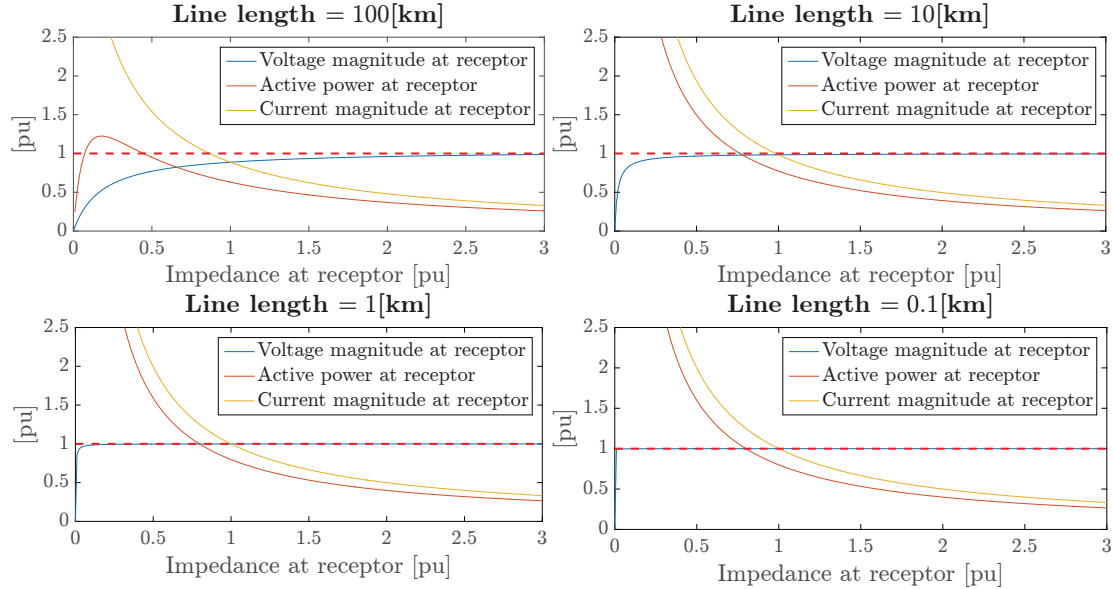 Line length = 100[km]
2.5
2
1.5
1
0.5
0
[pu]
Voltage magnitude at receptor
Active power at receptor
Current magnitude at receptor
0 0.5 1 1.5 2 2.5 3
Impedance at receptor [pu]
Line length = 10[km]
2.5
2
1.5
1
0.5
0
[pu]
Voltage magnitude at receptor
Active power at receptor
Current magnitude at receptor
0 0.5 1 1.5 2 2.5 3
Impedance at receptor [pu]
Line length = 1[km]
2.5
2
1.5
1
0.5
0
[pu]
Voltage magnitude at receptor
Active power at receptor
Current magnitude at receptor
0 0.5 1 1.5 2 2.5 3
Impedance at receptor [pu]
Line length = 0.1[km]
2.5
2
1.5
1
0.5
0
[pu]
Voltage magnitude at receptor
Active power at receptor
Current magnitude at receptor
0 0.5 1 1.5 2 2.5 3
Impedance at receptor [pu]